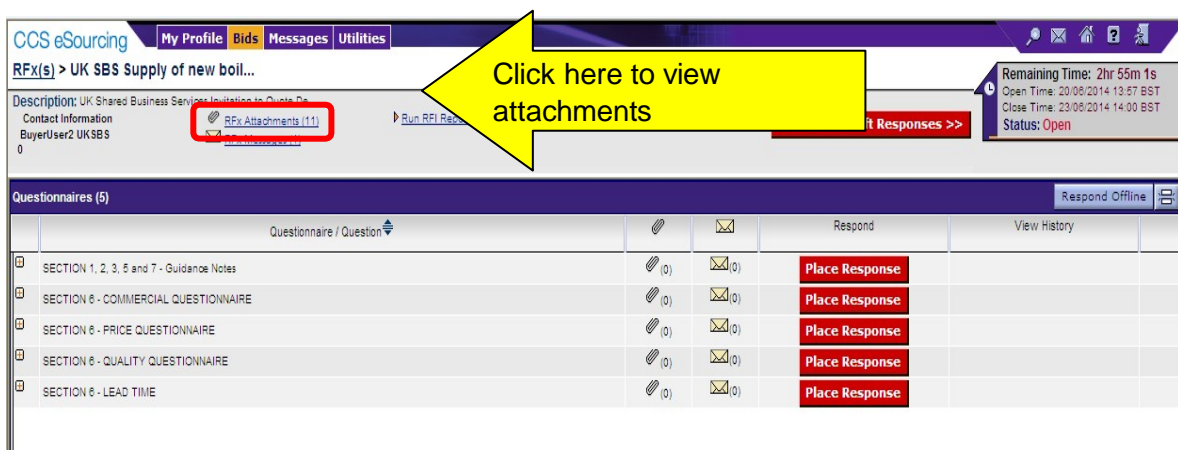 CCS eSourcing My Profile Bids Messages Utilities
RFx(s) > UK SBS Supply of new boil...
Click here to view
attachments
Remaining Time: 2hr 55m 1s
Open Time: 20/06/2014 13:57 BST
Close Time: 23/06/2014 14:00 BST
Status: Open
Description: UK Shared Business Services Invitation to Quote De
Contact Information
BuyerUser2 UKSBS
0
RFx Attachments (11)
RFx Messages (1)
Run RFI
Responses >>
Questionnaires (5) Respond Offline
Questionnaire / Question Respond View History
SECTION 1, 2, 3, 5 and 7 - Guidance Notes (0) (0) Place Response
SECTION 6 - COMMERCIAL QUESTIONNAIRE (0) (0) Place Response
SECTION 6 - PRICE QUESTIONNAIRE (0) (0) Place Response
SECTION 6 - QUALITY QUESTIONNAIRE (0) (0) Place Response
SECTION 6 - LEAD TIME (0) (0) Place Response